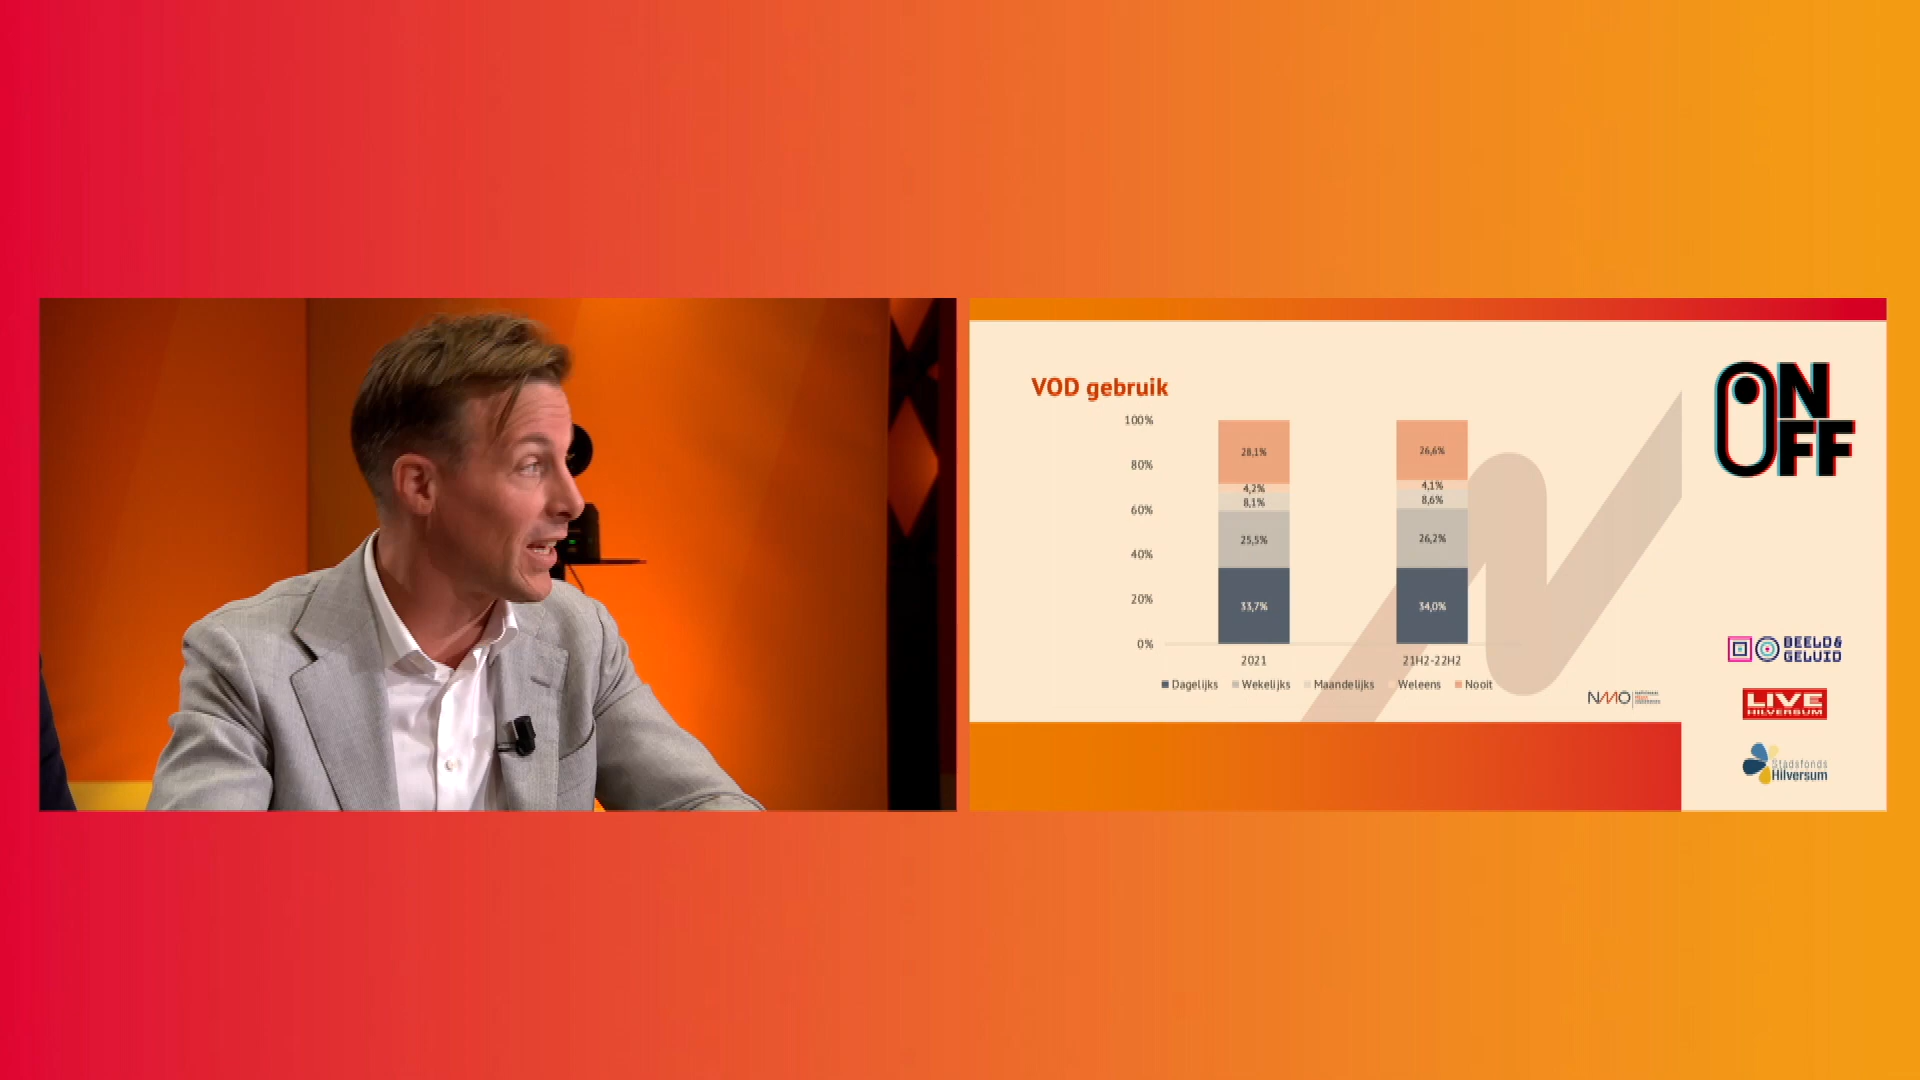 VOD gebruik
100%
80%
60%
40%
20%
0%
28,1%
4,2%
8,1%
25,5%
33,7%
26,6%
4,1%
8,6%
26,2%
34,0%
2021
21H2-22H2
Dagelijks Wekelijks Maandelijks Weleens Nooit
NMO
ON
OFF
BEELD&
GELUID
LIVE
HILVERSUM
Stadsfonds
Hilversum